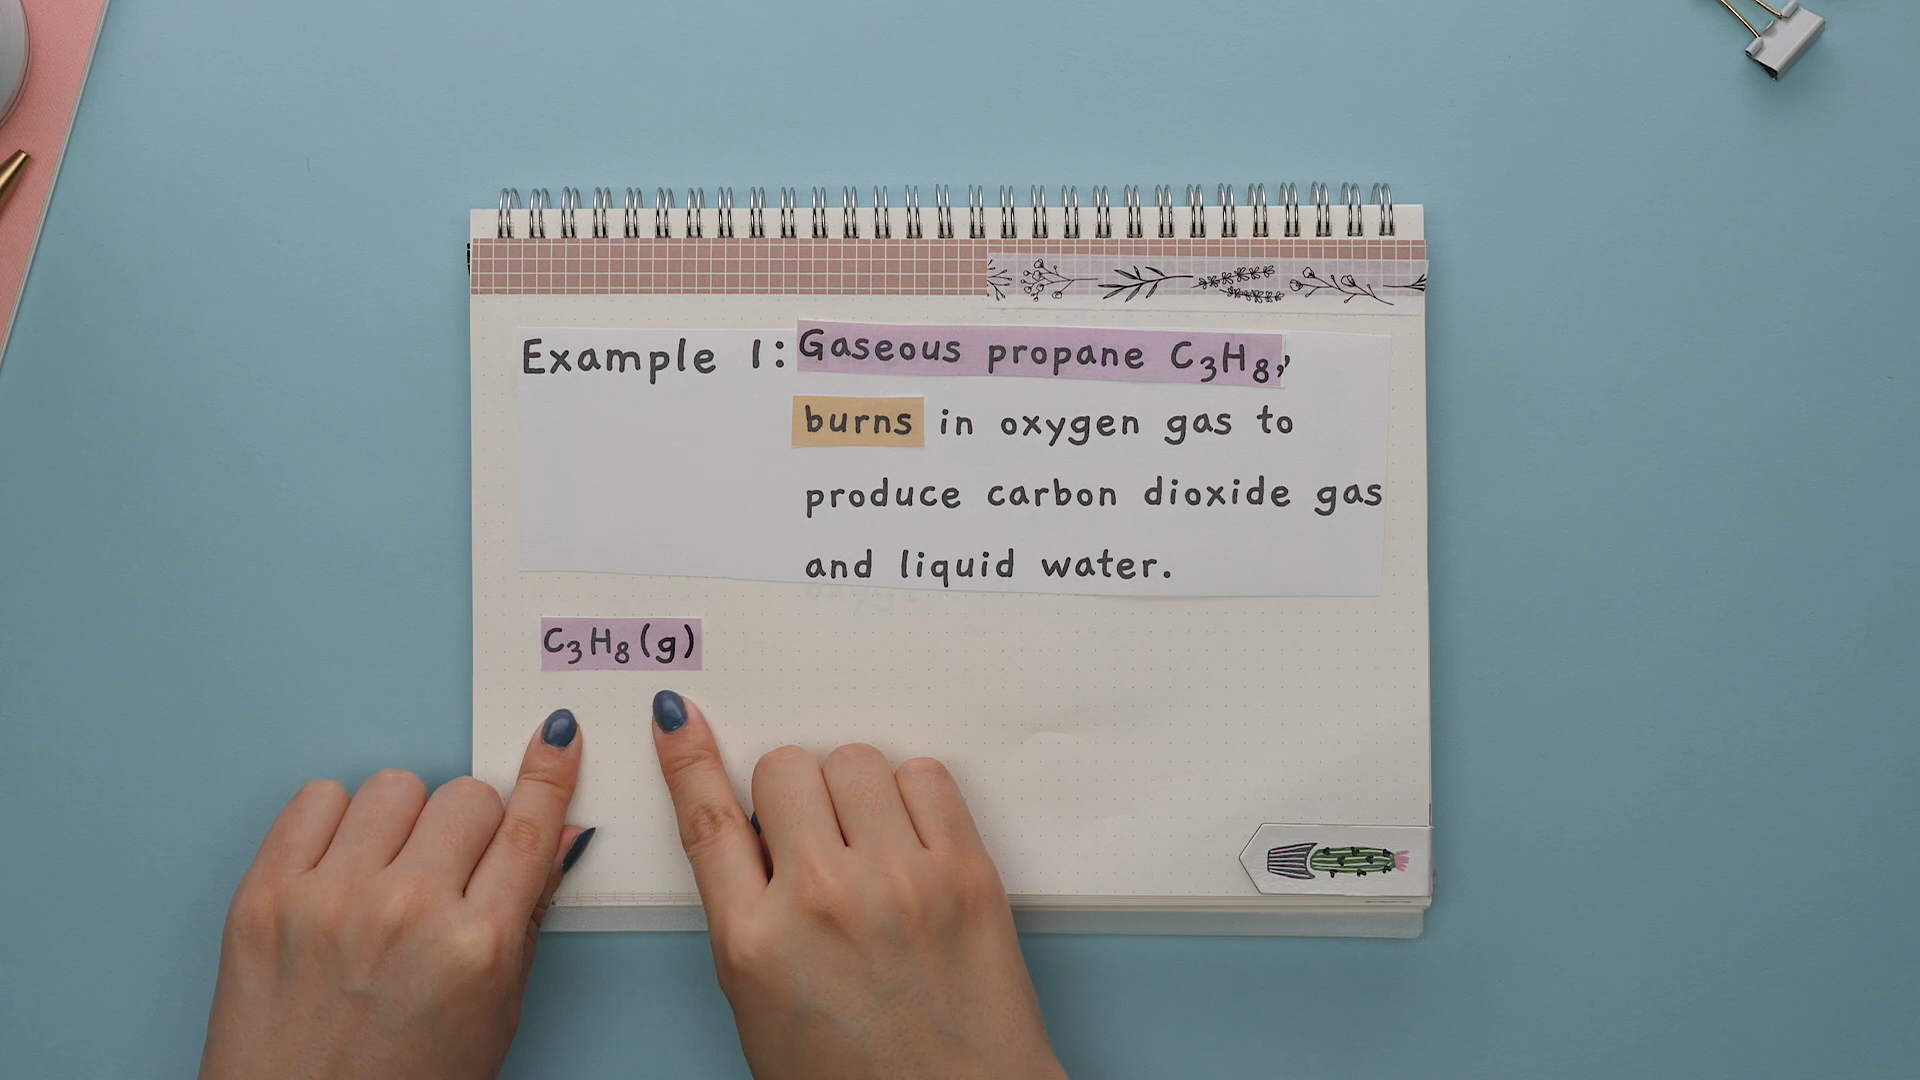 Example 1: Gaseous propane C₃H₈,
burns in oxygen gas to
produce carbon dioxide gas
and liquid water.
C₃H₈(g)